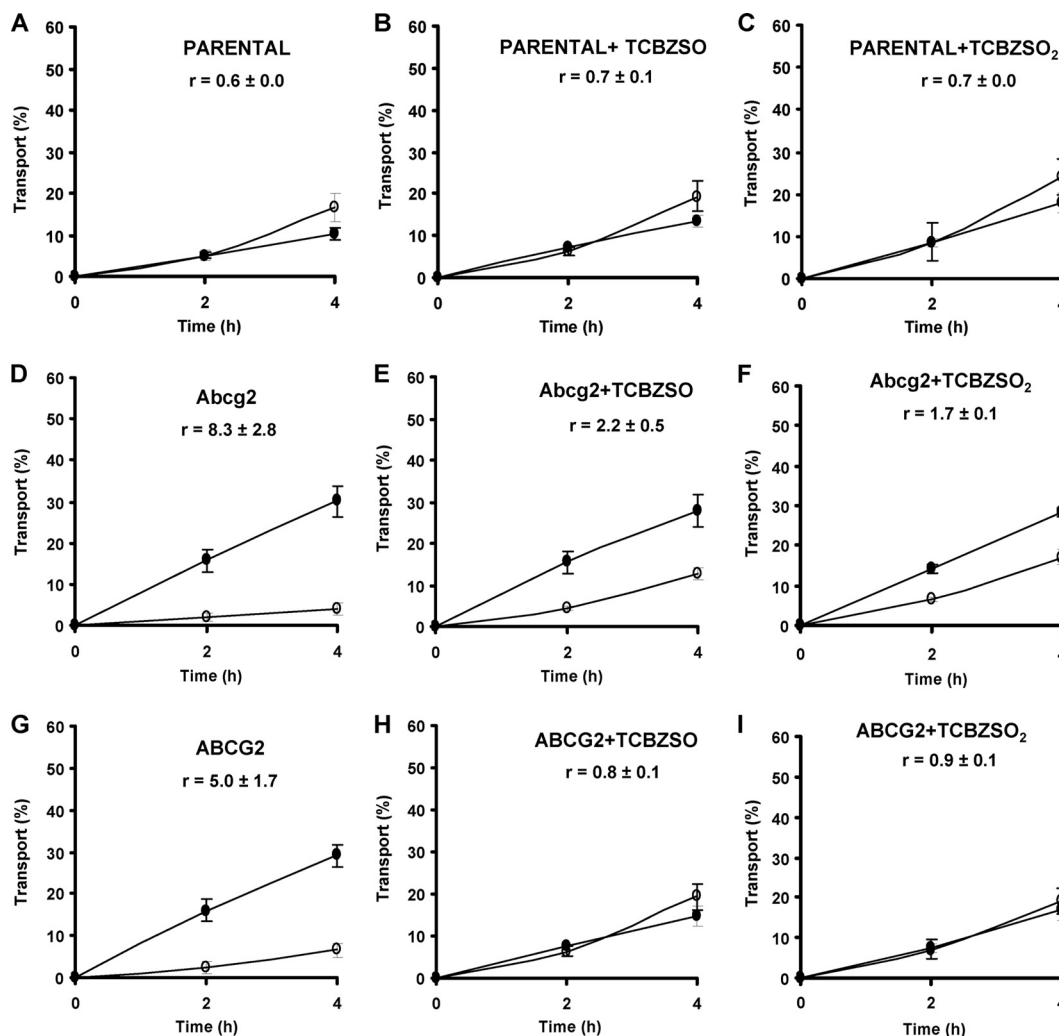 A
PARENTAL
r = 0.6 ± 0.0
Transport (%)
60
50
40
30
20
10
0
0
2
4
Time (h)
B
PARENTAL+ TCBZSO
r = 0.7 ± 0.1
Transport (%)
60
50
40
30
20
10
0
0
2
4
Time (h)
C
PARENTAL+TCBZSO₂
r = 0.7 ± 0.0
Transport (%)
60
50
40
30
20
10
0
0
2
4
Time (h)
D
Abcg2
r = 8.3 ± 2.8
Transport (%)
60
50
40
30
20
10
0
0
2
4
Time (h)
E
Abcg2+TCBZSO
r = 2.2 ± 0.5
Transport (%)
60
50
40
30
20
10
0
0
2
4
Time (h)
F
Abcg2+TCBZSO₂
r = 1.7 ± 0.1
Transport (%)
60
50
40
30
20
10
0
0
2
4
Time (h)
G
ABCG2
r = 5.0 ± 1.7
Transport (%)
60
50
40
30
20
10
0
0
2
4
Time (h)
H
ABCG2+TCBZSO
r = 0.8 ± 0.1
Transport (%)
60
50
40
30
20
10
0
0
2
4
Time (h)
I
ABCG2+TCBZSO₂
r = 0.9 ± 0.1
Transport (%)
60
50
40
30
20
10
0
0
2
4
Time (h)